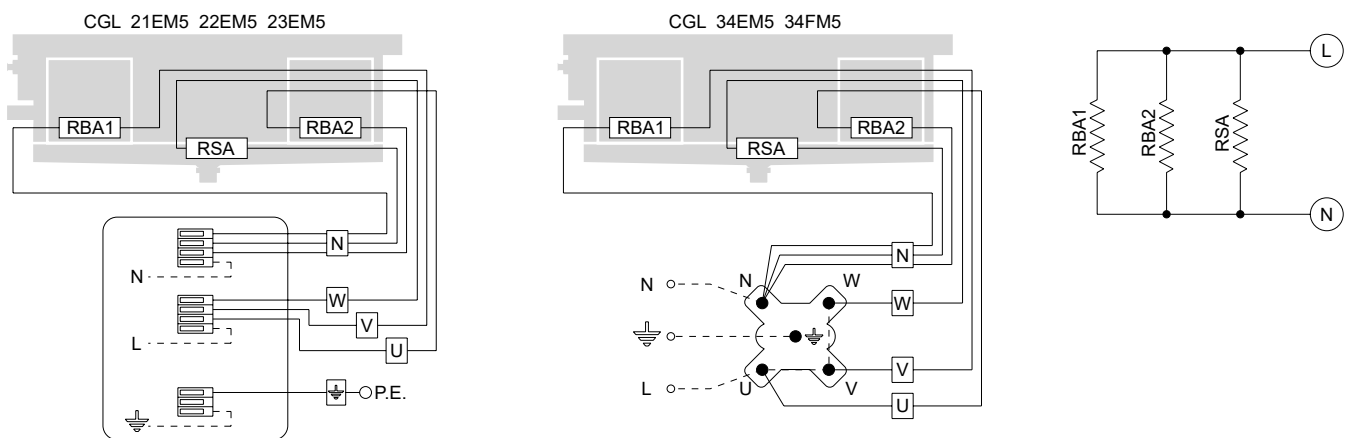 CGL 21EM5 22EM5 23EM5
RBA1
RBA2
RSA
N
N
W
V
L
U
P.E.
CGL 34EM5 34FM5
RBA1
RBA2
RSA
N
N
N
W
W
V
L
U
V
U
L
RBA1
RBA2
RSA
N